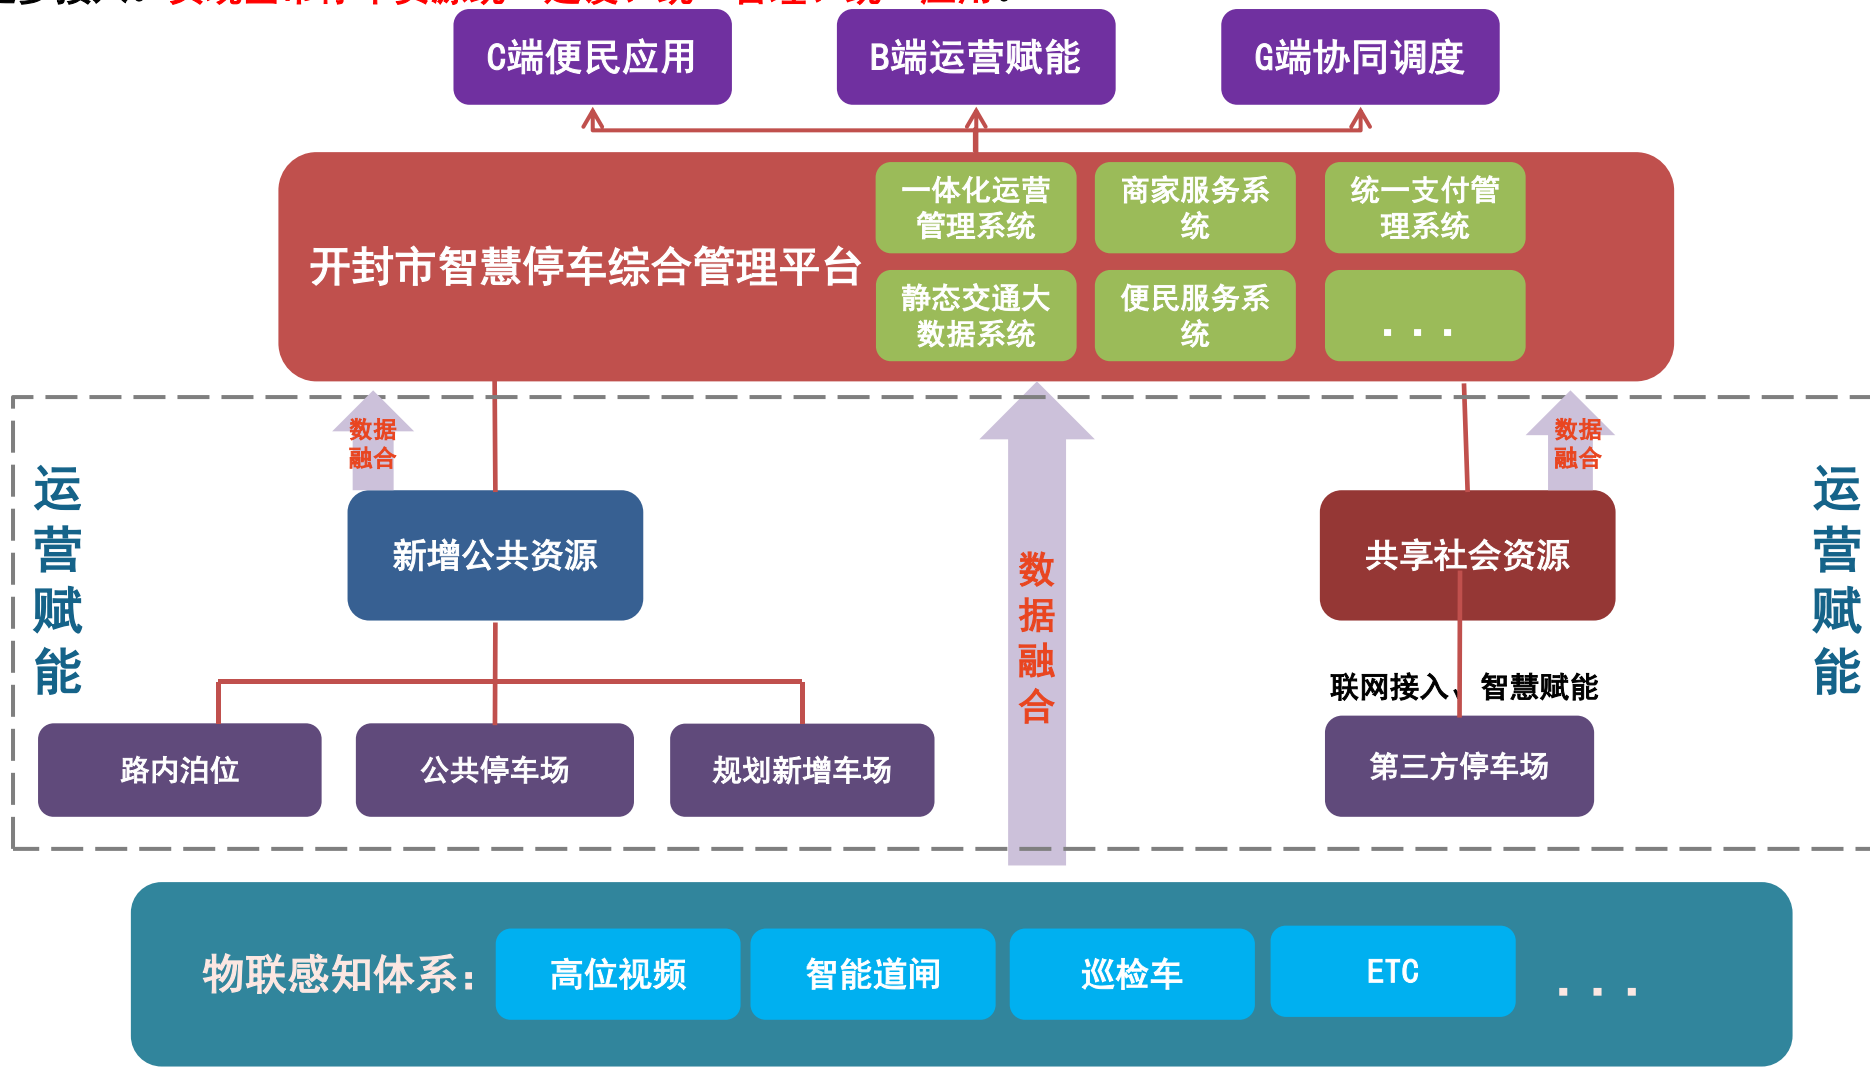 C端便民应用
B端运营赋能
G端协同调度
开封市智慧停车综合管理平台
一体化运营
管理系统
商家服务系
统
统一支付管
理系统
静态交通大
数据系统
便民服务系
统
...
数据
融合
数据
融合
运
营
赋
能
新增公共资源
数
据
融
合
共享社会资源
运
营
赋
能
联网接入、智慧赋能
路内泊位
公共停车场
规划新增车场
第三方停车场
物联感知体系:
高位视频
智能道闸
巡检车
ETC
...